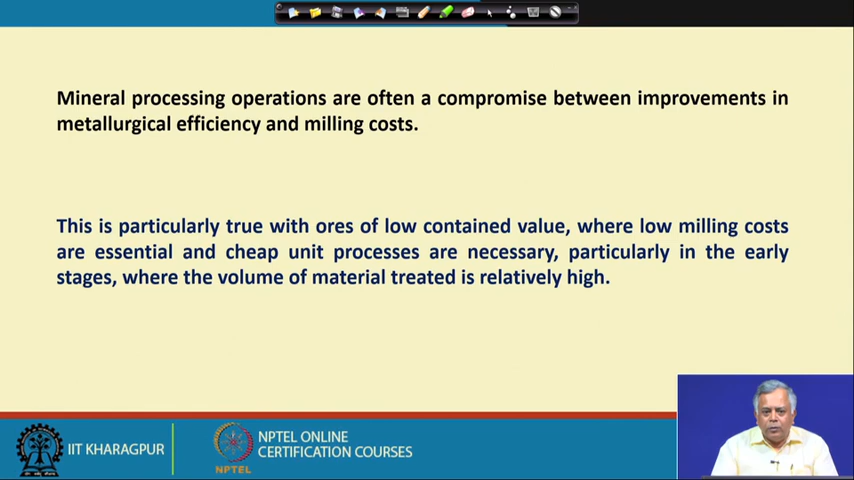 Mineral processing operations are often a compromise between improvements in
metallurgical efficiency and milling costs.
This is particularly true with ores of low contained value, where low milling costs
are essential and cheap unit processes are necessary, particularly in the early
stages, where the volume of material treated is relatively high.
IIT KHARAGPUR
NPTEL
NPTEL ONLINE
CERTIFICATION COURSES